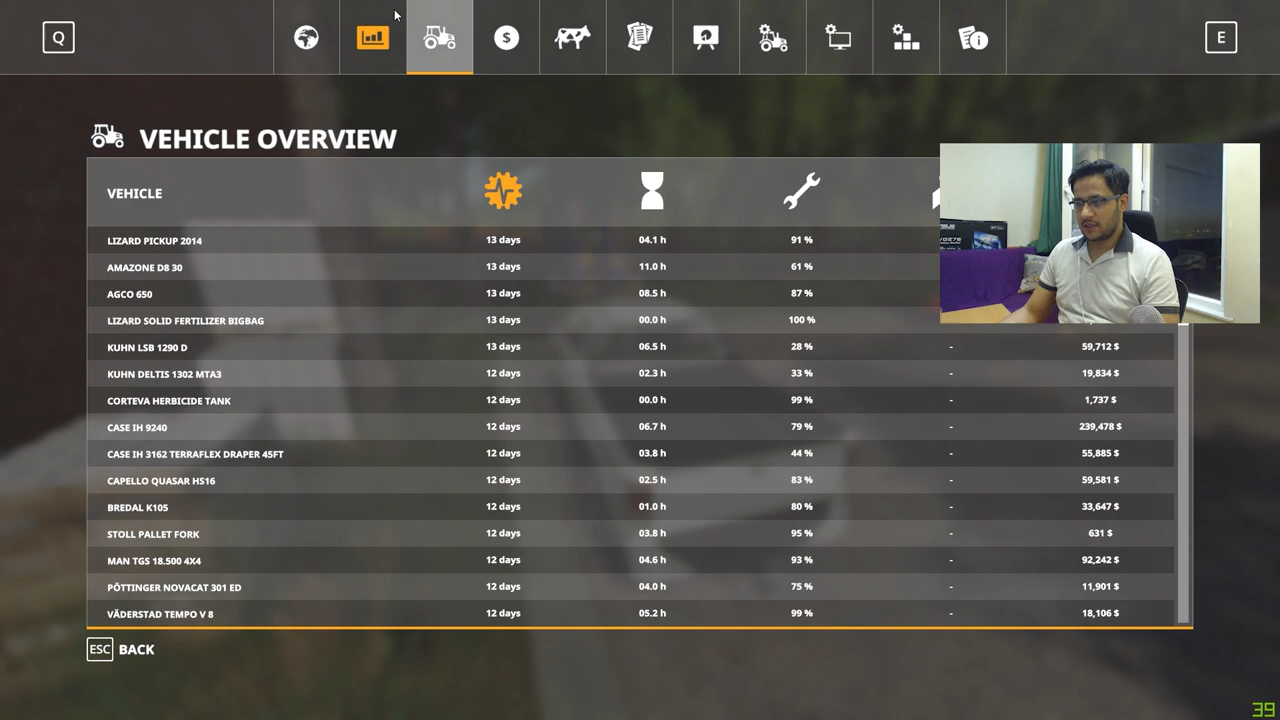 Q
$
E
VEHICLE OVERVIEW
VEHICLE
LIZARD PICKUP 2014 13 days 04.1 h 91 %
AMAZONE D8 30 13 days 11.0 h 61 %
AGCO 650 13 days 08.5 h 87 %
LIZARD SOLID FERTILIZER BIGBAG 13 days 00.0 h 100 %
KUHN LSB 1290 D 13 days 06.5 h 28 % - 59,712 $
KUHN DELTIS 1302 MTA3 12 days 02.3 h 33 % - 19,834 $
CORTEVA HERBICIDE TANK 12 days 00.0 h 99 % - 1,737 $
CASE IH 9240 12 days 06.7 h 79 % - 239,478 $
CASE IH 3162 TERRAFLEX DRAPER 45FT 12 days 03.8 h 44 % - 55,885 $
CAPELLO QUASAR HS16 12 days 02.5 h 83 % - 59,581 $
BREDAL K105 12 days 01.0 h 80 % - 33,647 $
STOLL PALLET FORK 12 days 03.8 h 95 % - 631 $
MAN TGS 18.500 4X4 12 days 04.6 h 93 % - 92,242 $
PÖTTINGER NOVACAT 301 ED 12 days 04.0 h 75 % - 11,901 $
VÄDERSTAD TEMPO V 8 12 days 05.2 h 99 % - 18,106 $
ESC BACK
39